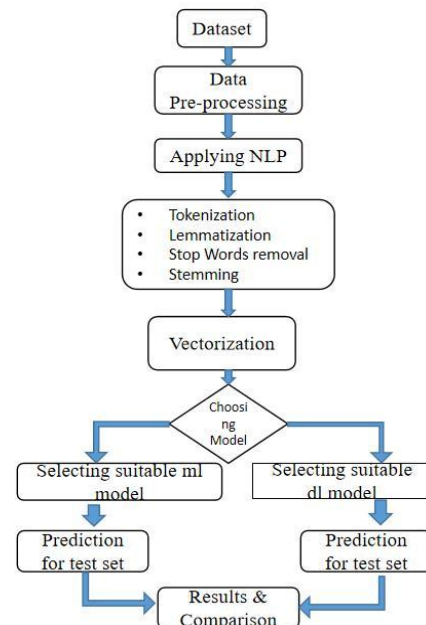 Dataset
Data
Pre-processing
Applying NLP
• Tokenization
• Lemmatization
• Stop Words removal
• Stemming
Vectorization
Choosi
ng
Model
Selecting suitable ml
model
Selecting suitable
dl model
Prediction
for test set
Prediction
for test set
Results &
Comparison